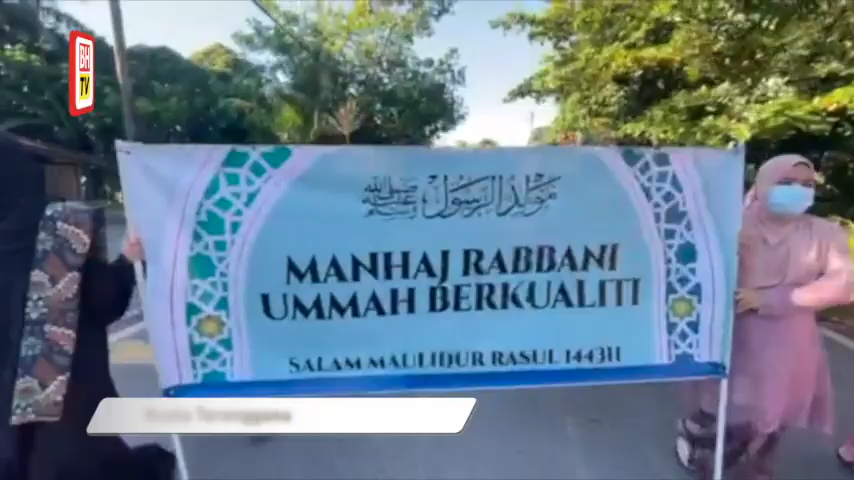 BH
TV
مولد الرسول صلى الله عليه وسلم
MANHAJ RABBANI
UMMAH BERKUALITI
SALAM MAULIDUR RASUL 1443H